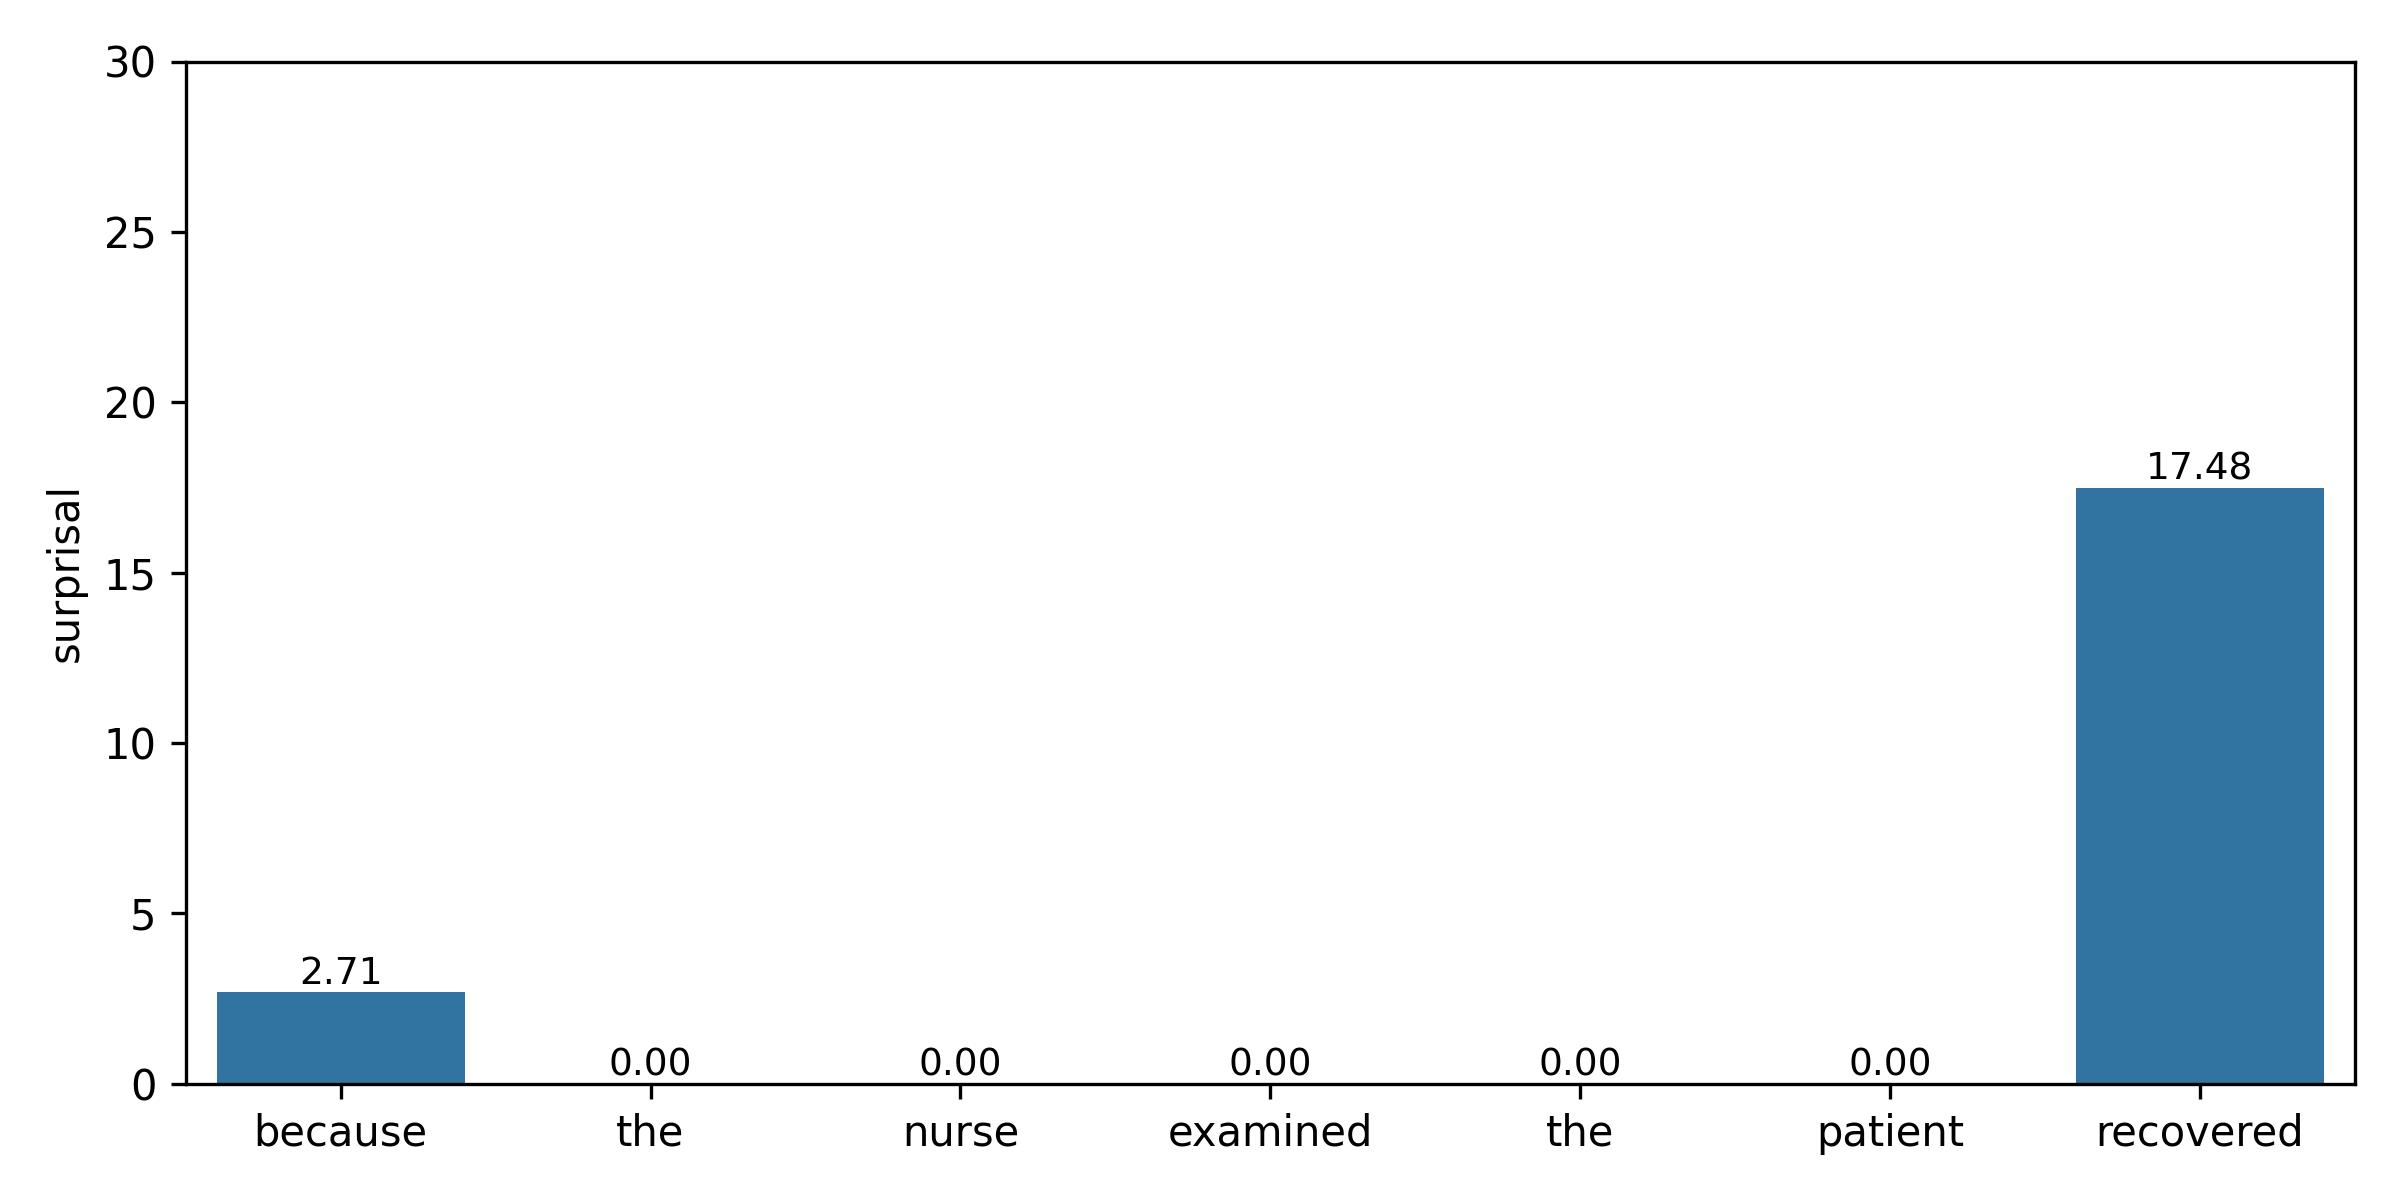 30
25
20
15
10
5
0
surprisal
2.71
0.00
0.00
0.00
0.00
0.00
17.48
because
the
nurse
examined
the
patient
recovered